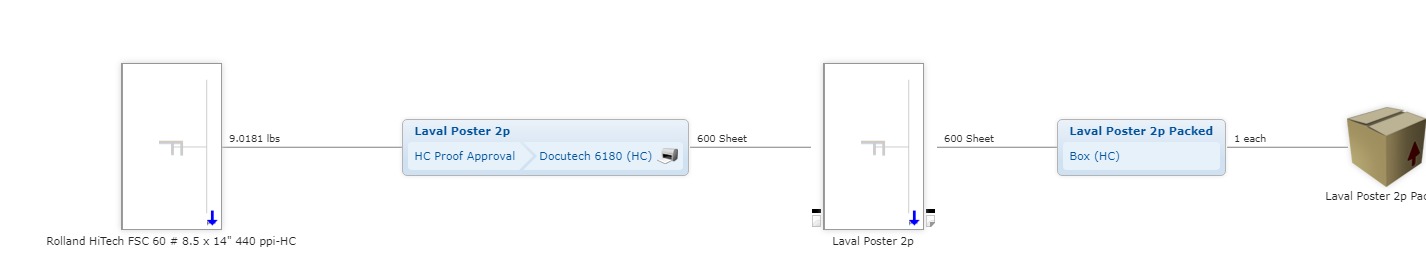 9.0181 lbs
Laval Poster 2p
HC Proof Approval
Docutech 6180 (HC)
600 Sheet
600 Sheet
Laval Poster 2p Packed
Box (HC)
1 each
Laval Poster 2p Pac
Rolland HiTech FSC 60 # 8.5 x 14" 440 ppi-HC
Laval Poster 2p